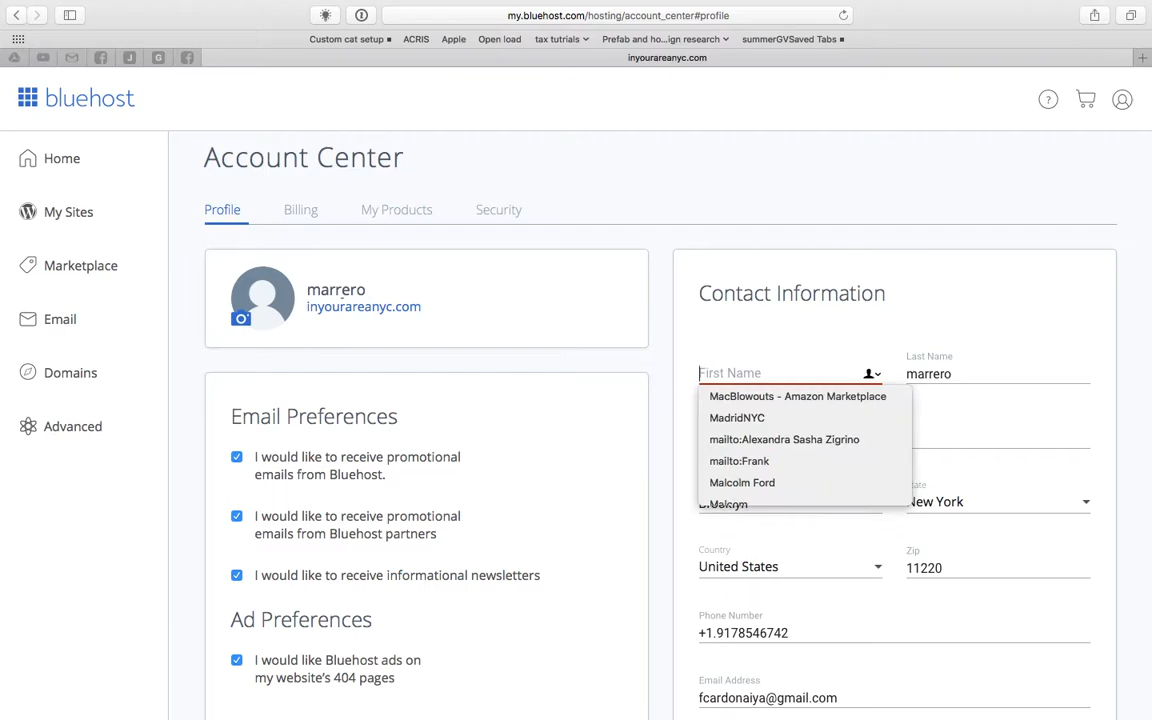 my.bluehost.com/hosting/account_center#profile
Custom cat setup ACRIS Apple Open load tax tutrials Prefab and ho...ign research summerGVSaved Tabs
inyourareanyc.com
bluehost
Home
My Sites
Marketplace
Email
Domains
Advanced
Account Center
Profile Billing My Products Security
marrero
inyourareanyc.com
Email Preferences
I would like to receive promotional
emails from Bluehost.
I would like to receive promotional
emails from Bluehost partners
I would like to receive informational newsletters
Ad Preferences
I would like Bluehost ads on
my website's 404 pages
Contact Information
First Name
Last Name
marrero
MacBlowouts - Amazon Marketplace
MadridNYC
mailto:Alexandra Sasha Zigrino
mailto:Frank
Malcolm Ford
New York
Country
United States
Zip
11220
Phone Number
+1.9178546742
Email Address
fcardonaiya@gmail.com